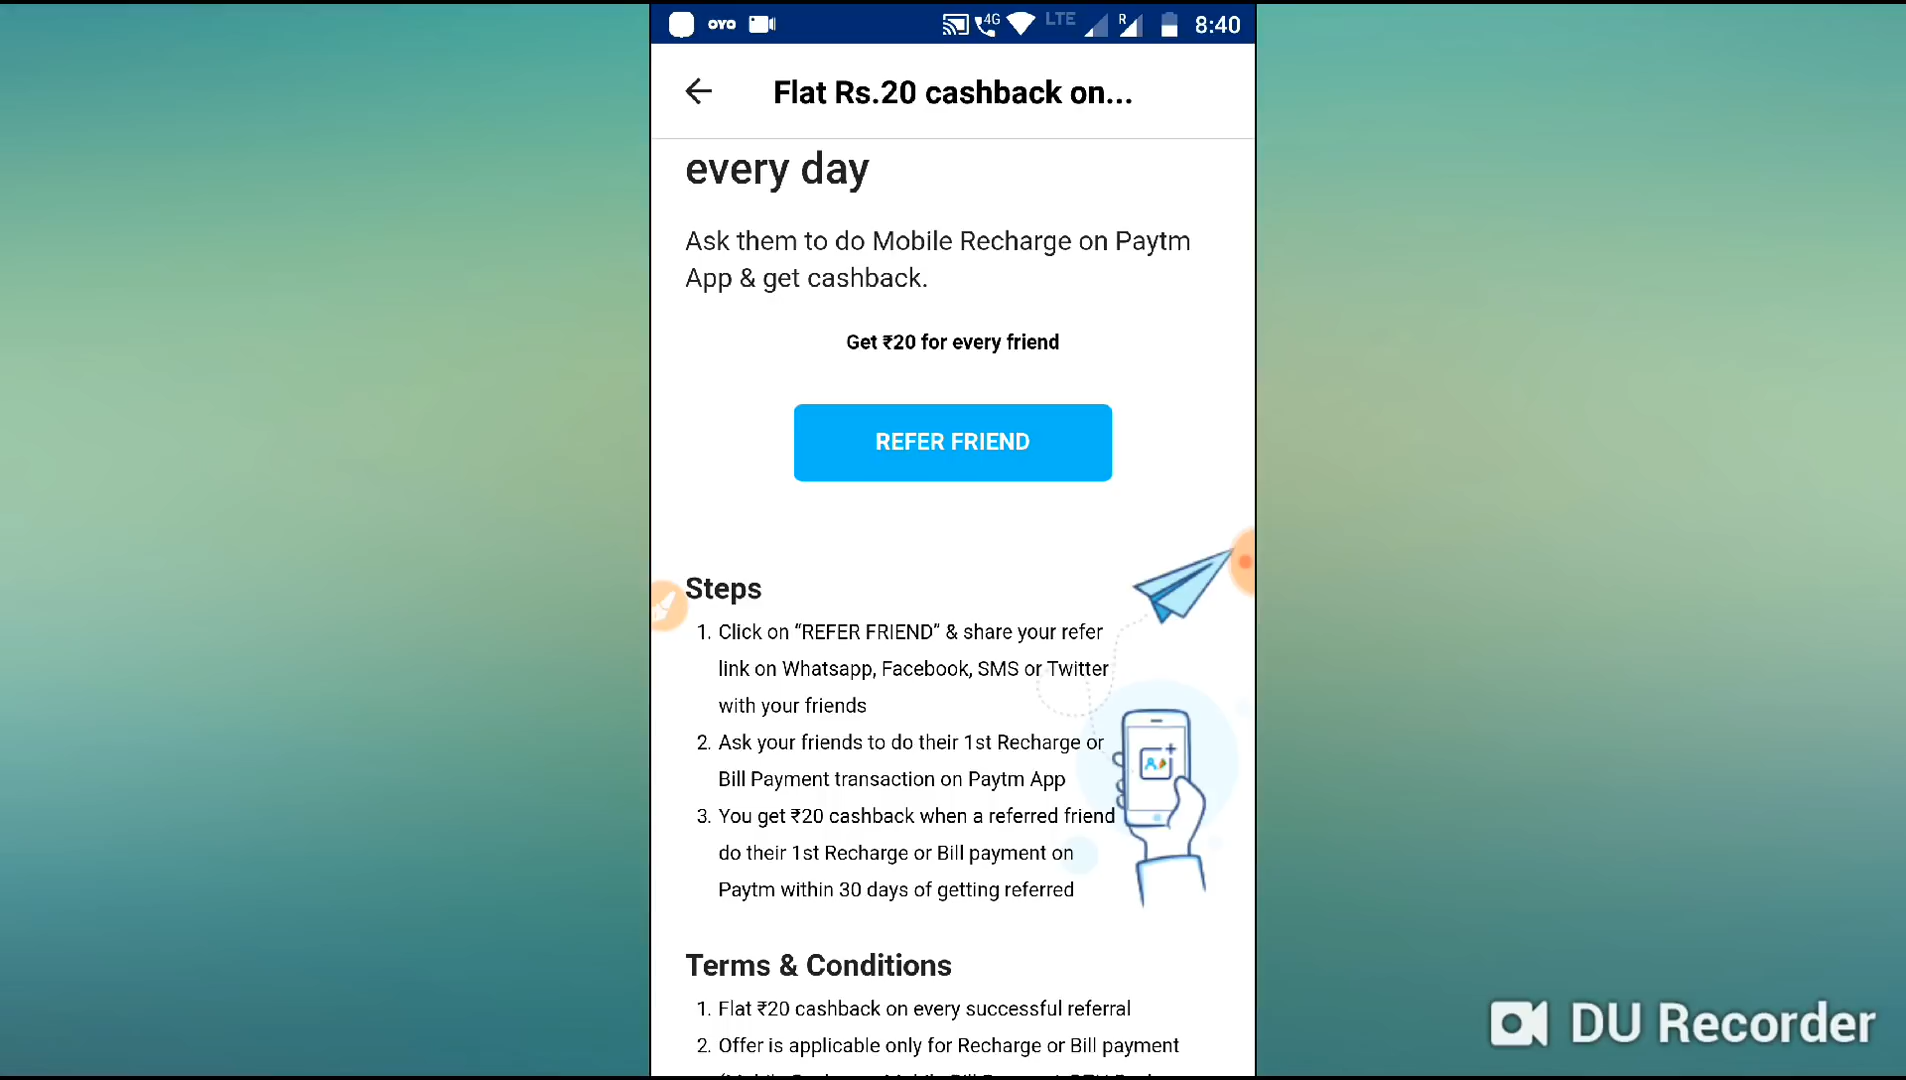 OYO 4G LTE R 8:40
Flat Rs.20 cashback on...
every day
Ask them to do Mobile Recharge on Paytm
App & get cashback.
Get ₹20 for every friend
REFER FRIEND
Steps
1. Click on “REFER FRIEND” & share your refer
link on Whatsapp, Facebook, SMS or Twitter
with your friends
2. Ask your friends to do their 1st Recharge or
Bill Payment transaction on Paytm App
3. You get ₹20 cashback when a referred friend
do their 1st Recharge or Bill payment on
Paytm within 30 days of getting referred
Terms & Conditions
1. Flat ₹20 cashback on every successful referral
2. Offer is applicable only for Recharge or Bill payment
DU Recorder